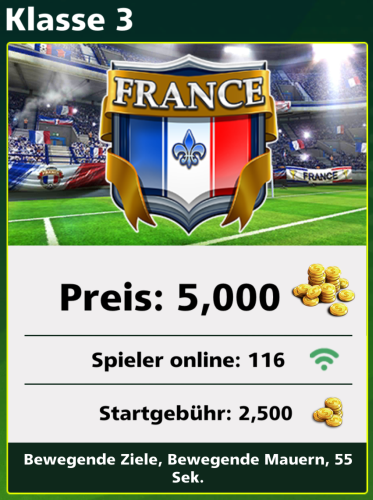 Klasse 3
FRANCE
FRANCE
Preis: 5,000
Spieler online: 116
Startgebühr: 2,500
Bewegende Ziele, Bewegende Mauern, 55
Sek.